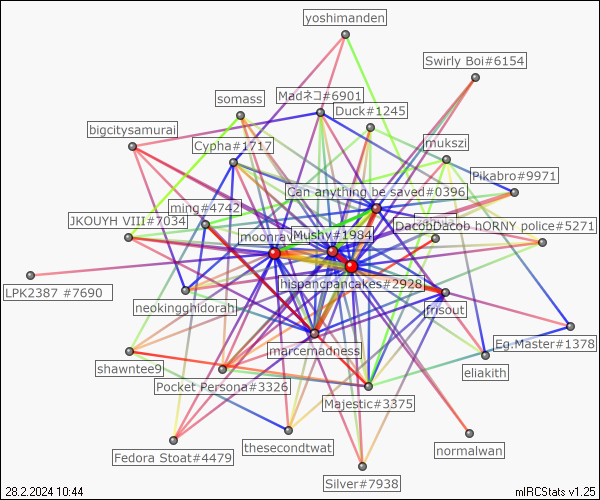 yoshimanden
Swirly Boi#6154
somass
Madネコ#6901
Duck#1245
bigcitysamurai
Cypha#1717
mukszi
Pikabro#9971
Can anything be saved#0396
ming#4742
JKOUYH VIII#7034
moonray
Mushy#1984
DacobDacob
hORNY police#5271
LPK2387 #7690
hispancpancakes#2928
neokingghidorah
frisout
Eg.Master#1378
marcemadness
shawntee9
eliakith
Pocket Persona#3326
Majestic#3375
thesecondtwat
normalwan
Fedora Stoat#4479
Silver#7938
28.2.2024 10:44
mIRCStats v1.25